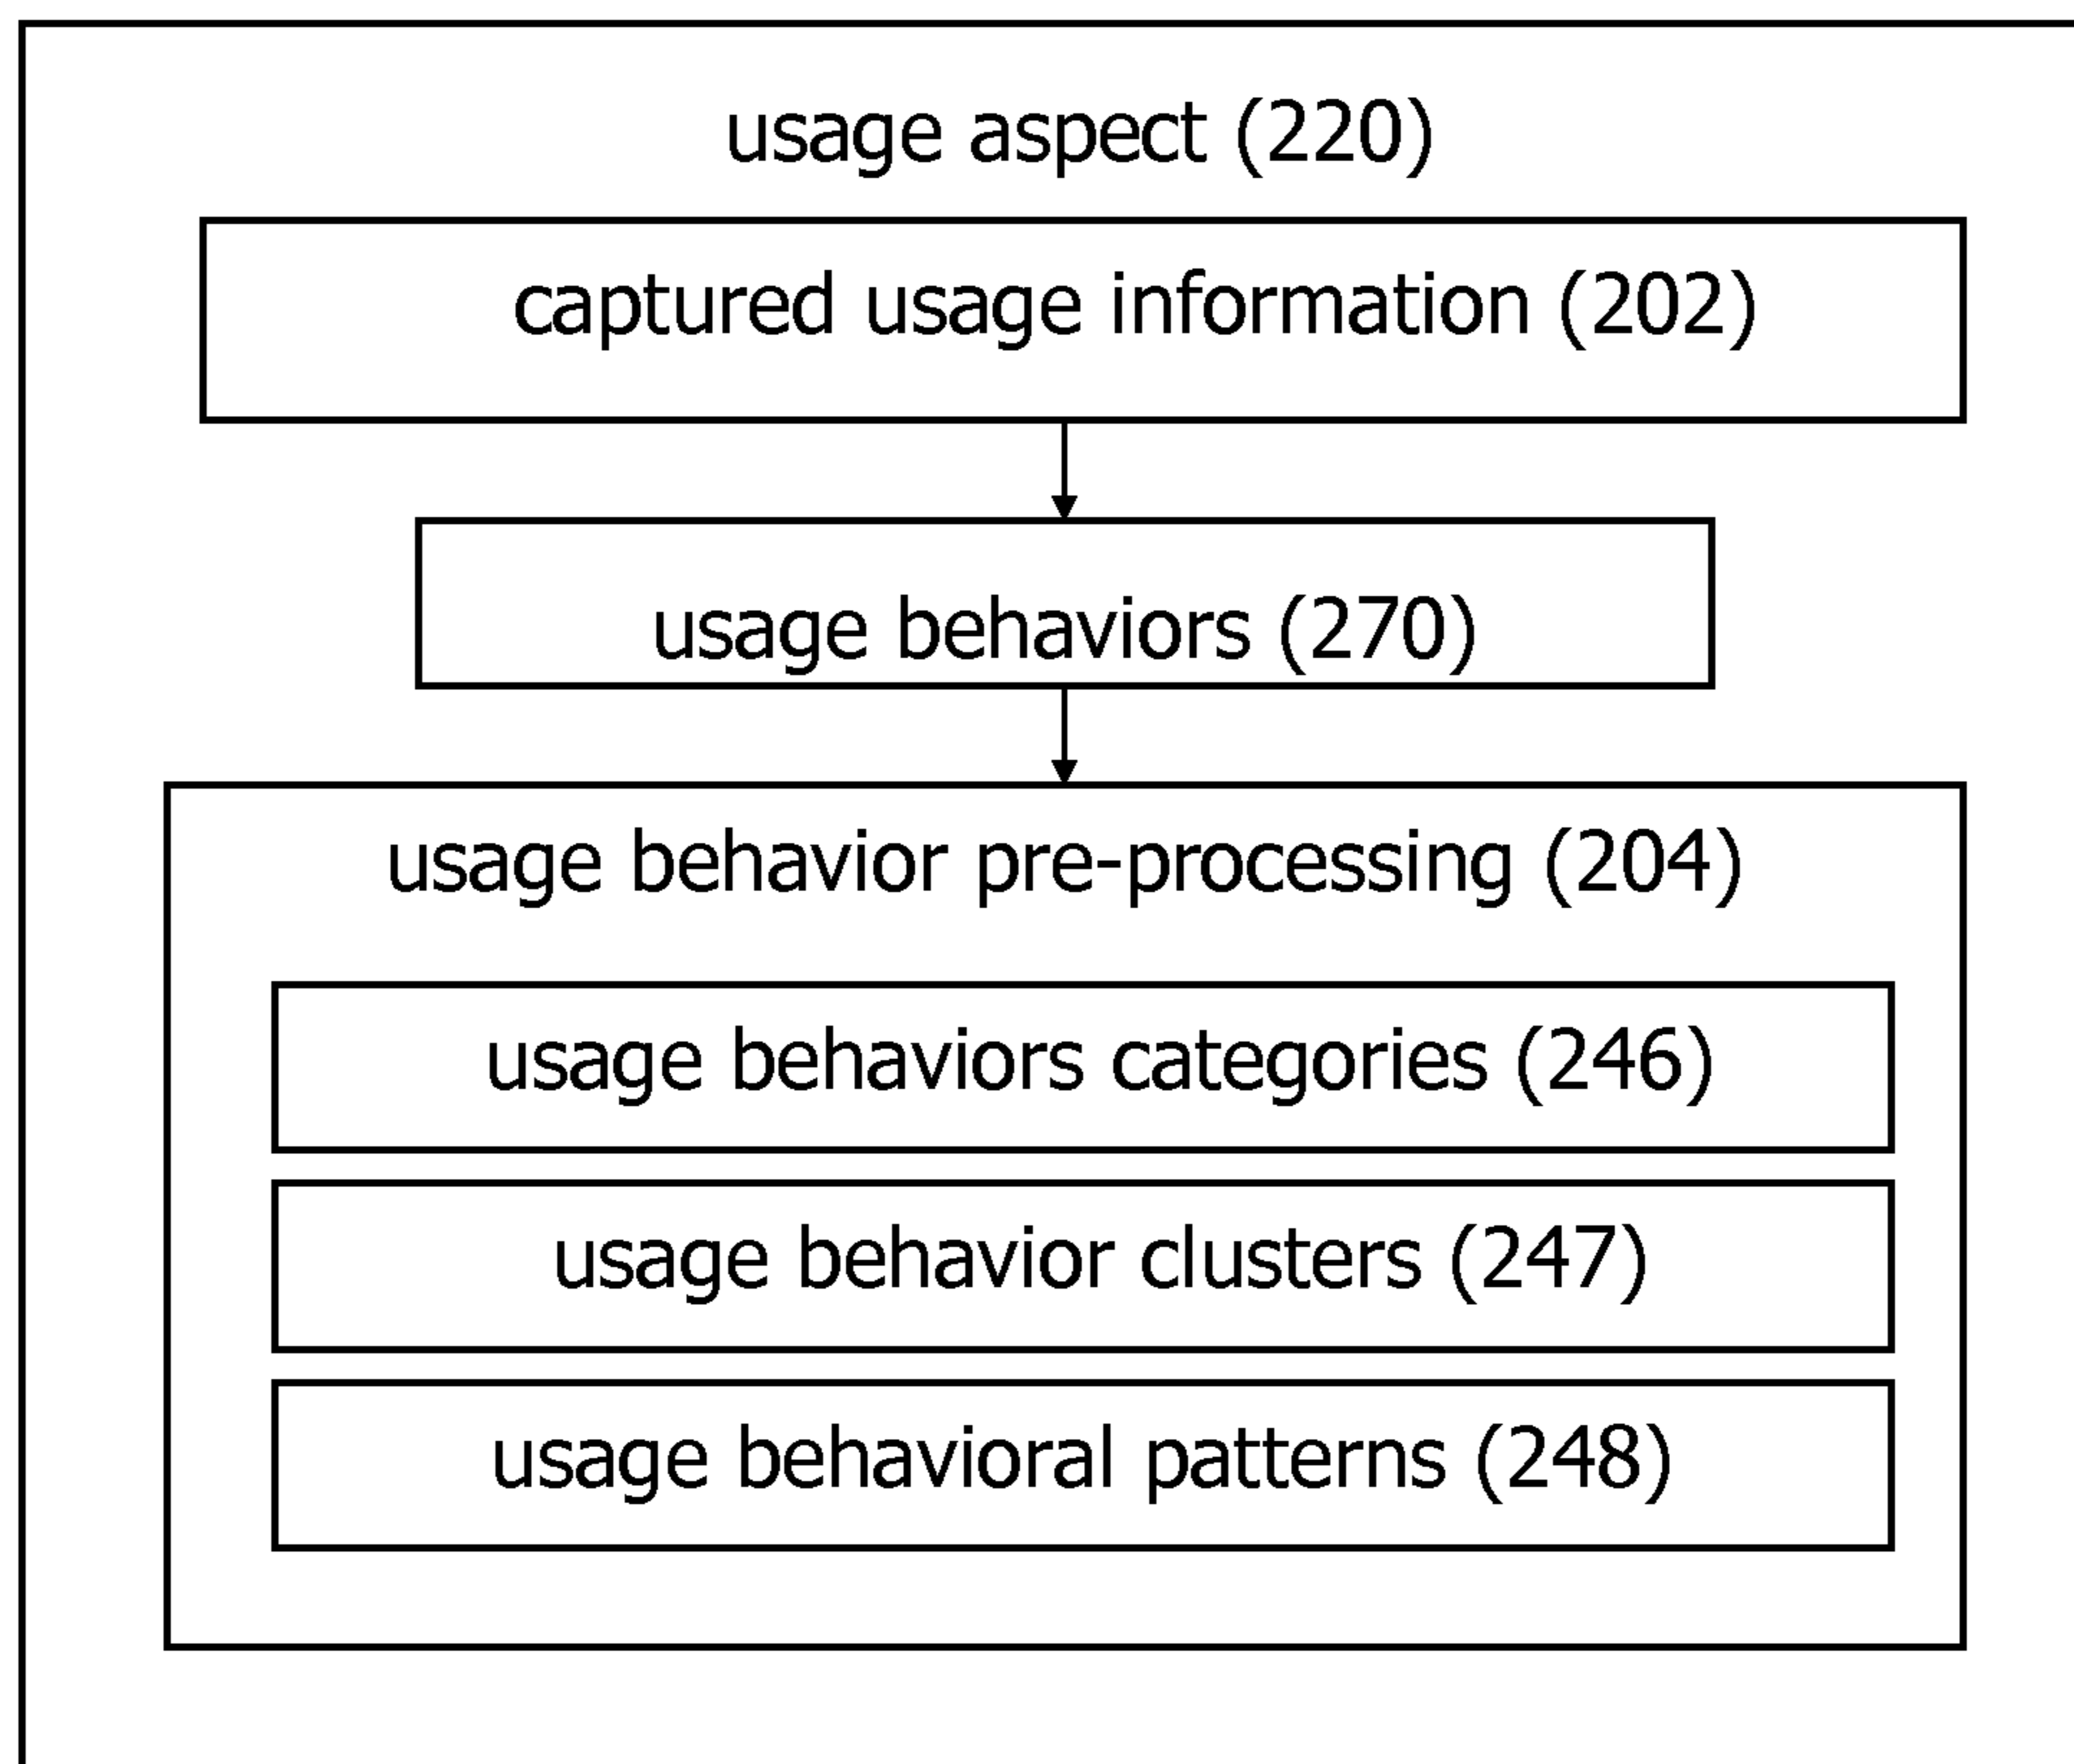 usage aspect (220)
captured usage information (202)
usage behaviors (270)
usage behavior pre-processing (204)
usage behaviors categories (246)
usage behavior clusters (247)
usage behavioral patterns (248)